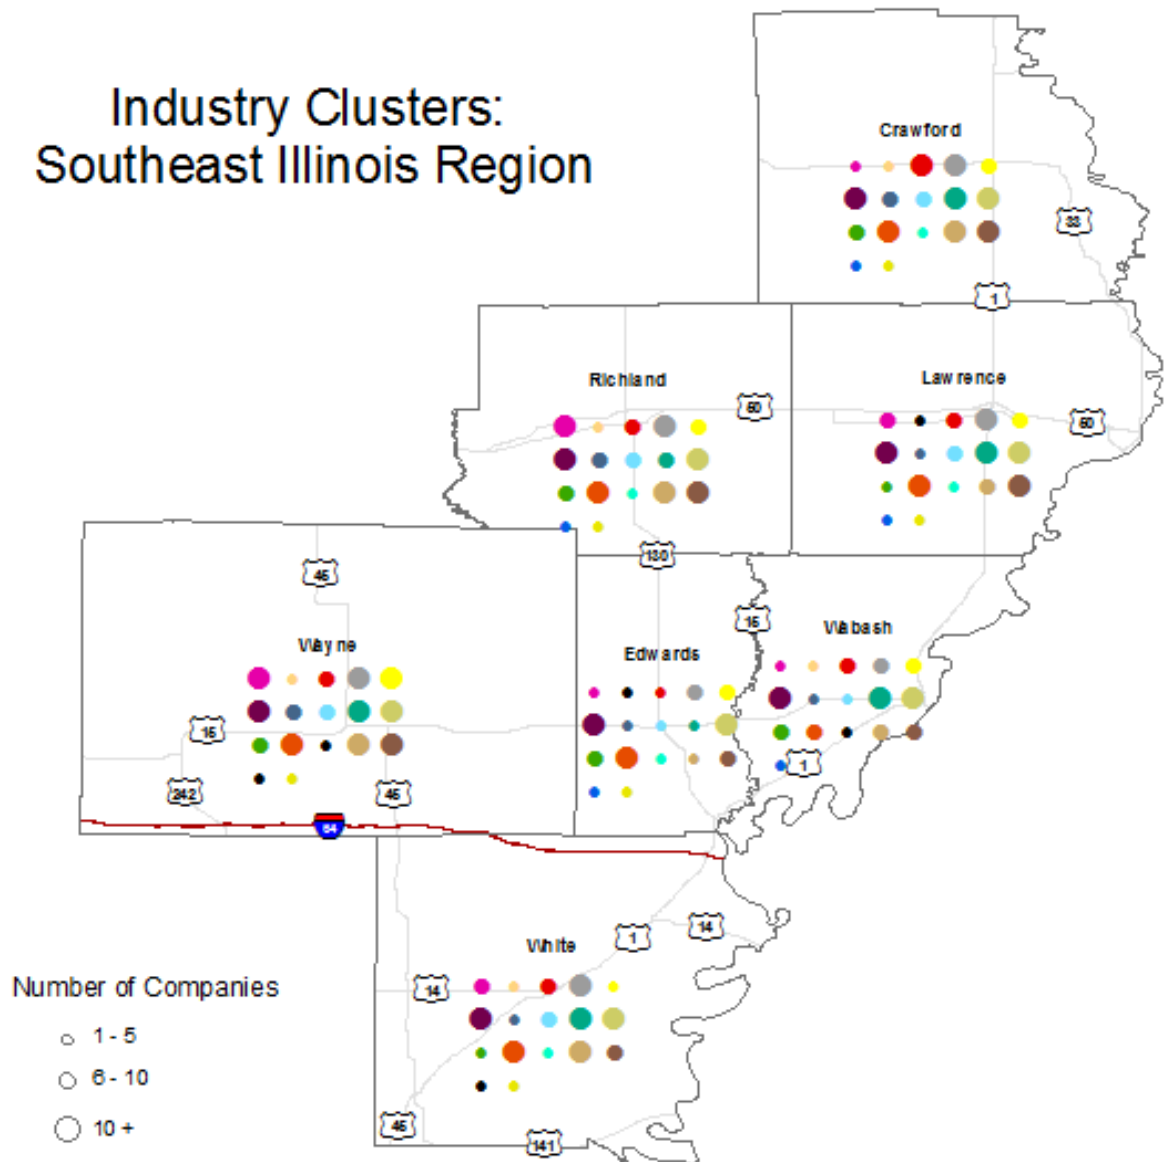 Industry Clusters:
Southeast Illinois Region
Crawford
33
1
Richland
Lawrence
50
50
130
45
15
Wayne
Edwards
Wabash
15
1
242
45
64
White
1
14
14
Number of Companies
1 - 5
6 - 10
10 +
45
141